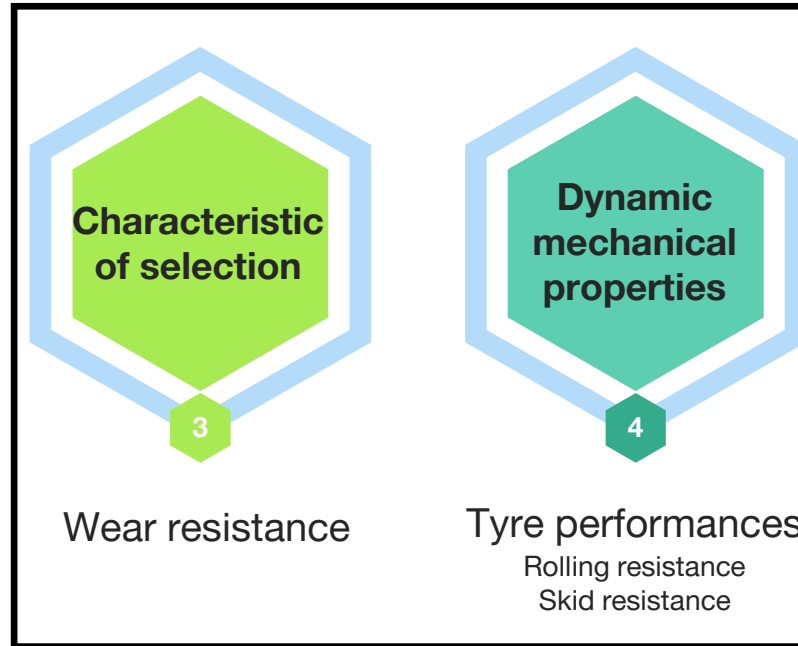 Characteristic
of selection
3
Wear resistance
Dynamic
mechanical
properties
4
Tyre performances
Rolling resistance
Skid resistance